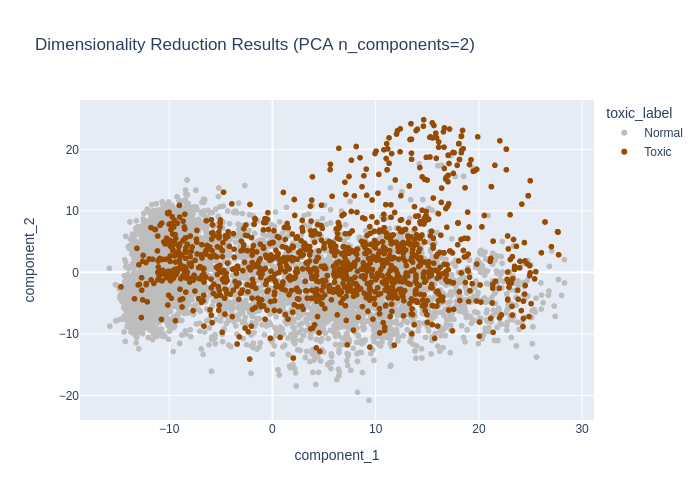 Dimensionality Reduction Results (PCA n_components=2)
toxic_label
Normal
Toxic
component_2
20
10
0
−10
−20
−10
0
10
20
30
component_1